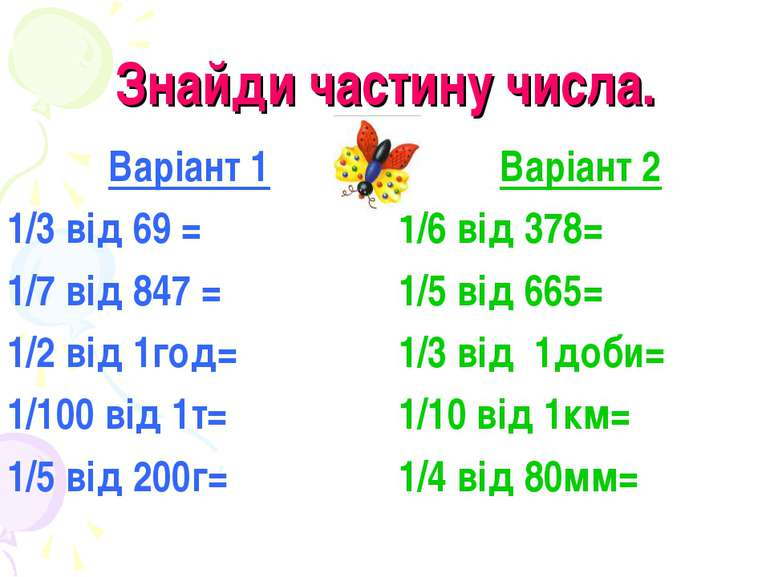 Знайди частину числа.
Варіант 1
1/3 від 69 =
1/7 від 847 =
1/2 від 1год=
1/100 від 1т=
1/5 від 200г=
Варіант 2
1/6 від 378=
1/5 від 665=
1/3 від  1доби=
1/10 від 1км=
1/4 від 80мм=